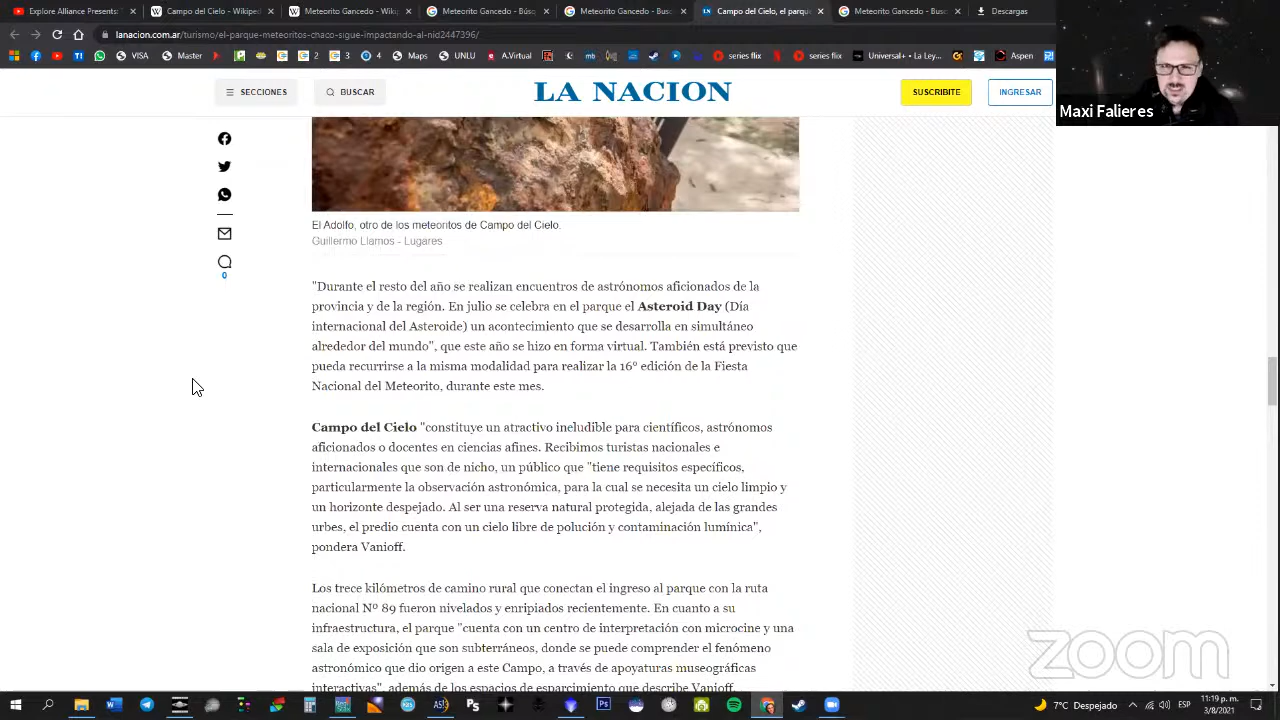 Explore Alliance Presents:
Campo del Cielo - Wikiped
Meteorito Gancedo - Wikip
Meteorito Gancedo - Bús
Meteorito Gancedo - Bus
Campo del Cielo, el parqu
Meteorito Gancedo - Bús
Descargas
lanacion.com.ar/turismo/el-parque-meteoritos-chaco-sigue-impactando-al-nid2447396/
VISA
Master
1
2
3
4
Maps
UNLU
A.Virtual
series flix
series flix
Universal+ - La Ley...
Aspen
SECCIONES
BUSCAR
LA NACION
SUSCRIBITE
INGRESAR
Maxi Falieres
El Adolfo, otro de los meteoritos de Campo del Cielo.
Guillermo Llamos - Lugares
0
"Durante el resto del año se realizan encuentros de astrónomos aficionados de la
provincia y de la región. En julio se celebra en el parque el Asteroid Day (Día
internacional del Asteroide) un acontecimiento que se desarrolla en simultáneo
alrededor del mundo", que este año se hizo en forma virtual. También está previsto que
pueda recurrirse a la misma modalidad para realizar la 16º edición de la Fiesta
Nacional del Meteorito, durante este mes.
Campo del Cielo "constituye un atractivo ineludible para científicos, astrónomos
aficionados o docentes en ciencias afines. Recibimos turistas nacionales e
internacionales que son de nicho, un público que "tiene requisitos específicos,
particularmente la observación astronómica, para la cual se necesita un cielo limpio y
un horizonte despejado. Al ser una reserva natural protegida, alejada de las grandes
urbes, el predio cuenta con un cielo libre de polución y contaminación lumínica",
pondera Vanioff.
Los trece kilómetros de camino rural que conectan el ingreso al parque con la ruta
nacional Nº 89 fueron nivelados y enripiados recientemente. En cuanto a su
infraestructura, el parque "cuenta con un centro de interpretación con microcine y una
sala de exposición que son subterráneos, donde se puede comprender el fenómeno
astronómico que dio origen a este Campo, a través de apoyaturas museográficas
interactivas", además de los espacios de esparcimiento que describe Vanioff.
zoom
7°C Despejado
ESP
11:19 p. m.
3/8/2021